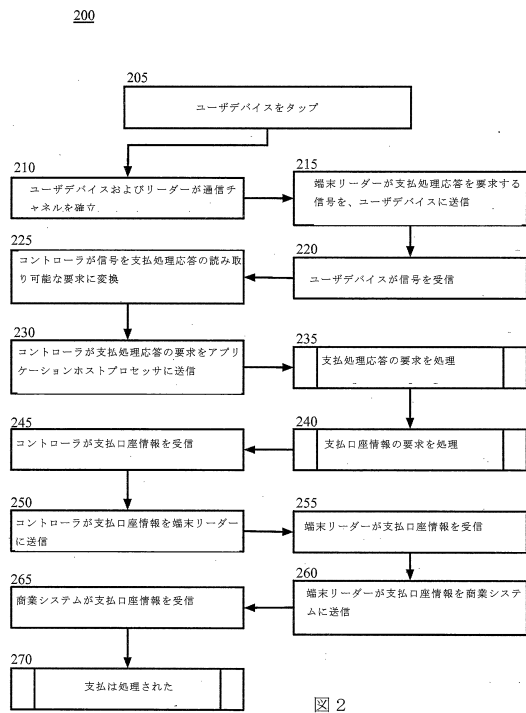 200
205
ユーザデバイスをタップ
210
ユーザデバイスおよびリーダーが通信チ
ャネルを確立
215
端末リーダーが支払処理応答を要求する
信号を、ユーザデバイスに送信
220
ユーザデバイスが信号を受信
225
コントローラが信号を支払処理応答の読み取
り可能な要求に変換
230
コントローラが支払処理応答の要求をアプリ
ケーションホストプロセッサに送信
235
支払処理応答の要求を処理
240
支払口座情報の要求を処理
245
コントローラが支払口座情報を受信
250
コントローラが支払口座情報を端末リーダー
に送信
255
端末リーダーが支払口座情報を受信
260
端末リーダーが支払口座情報を商業システ
ムに送信
265
商業システムが支払口座情報を受信
270
支払は処理された
図2